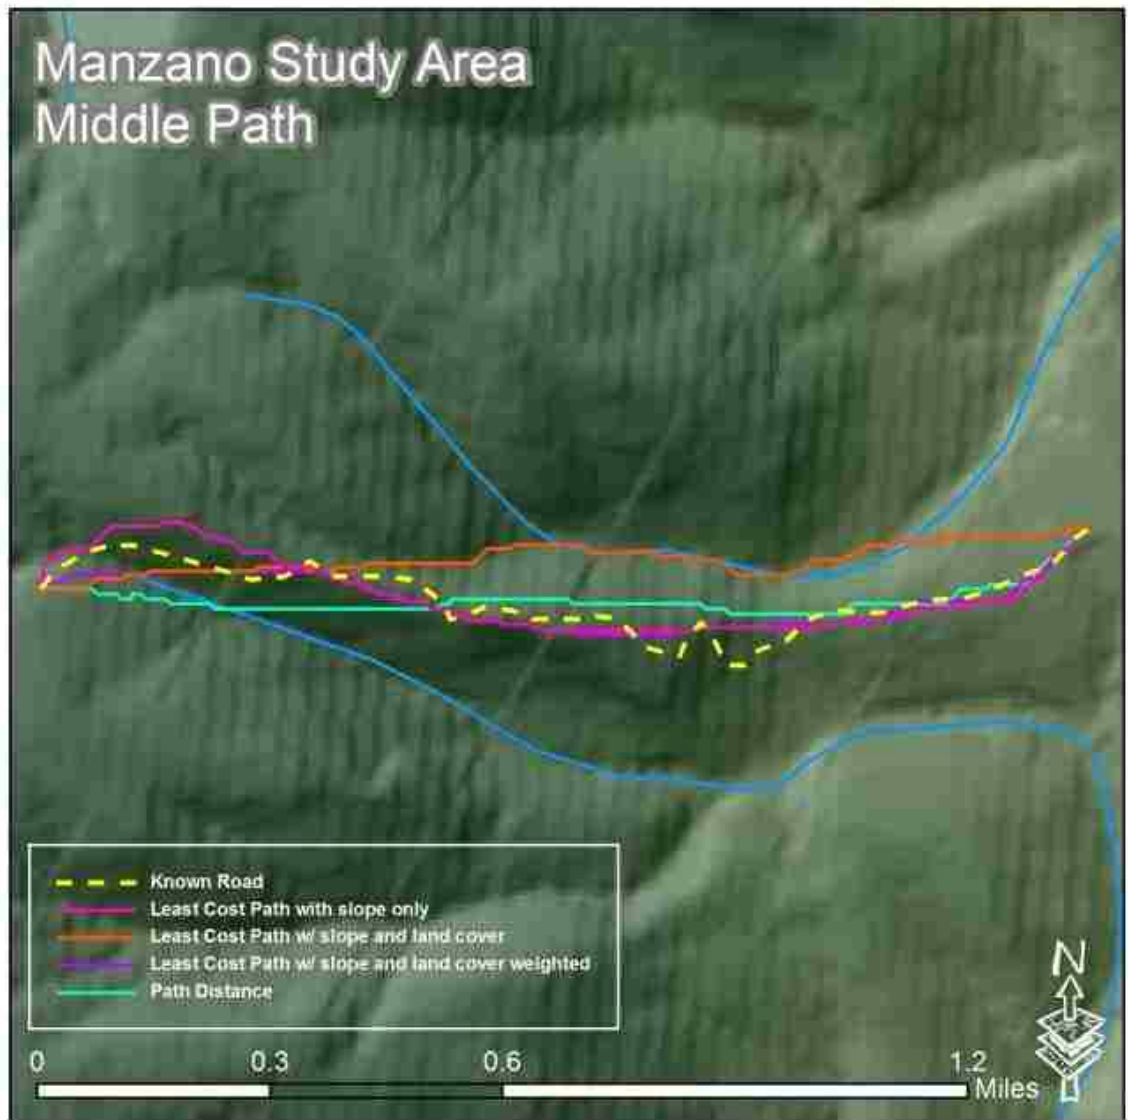 Manzano Study Area
Middle Path
Known Road
Least Cost Path with slope only
Least Cost Path w/ slope and land cover
Least Cost Path w/ slope and land cover weighted
Path Distance
N
0 0.3 0.6 1.2
Miles